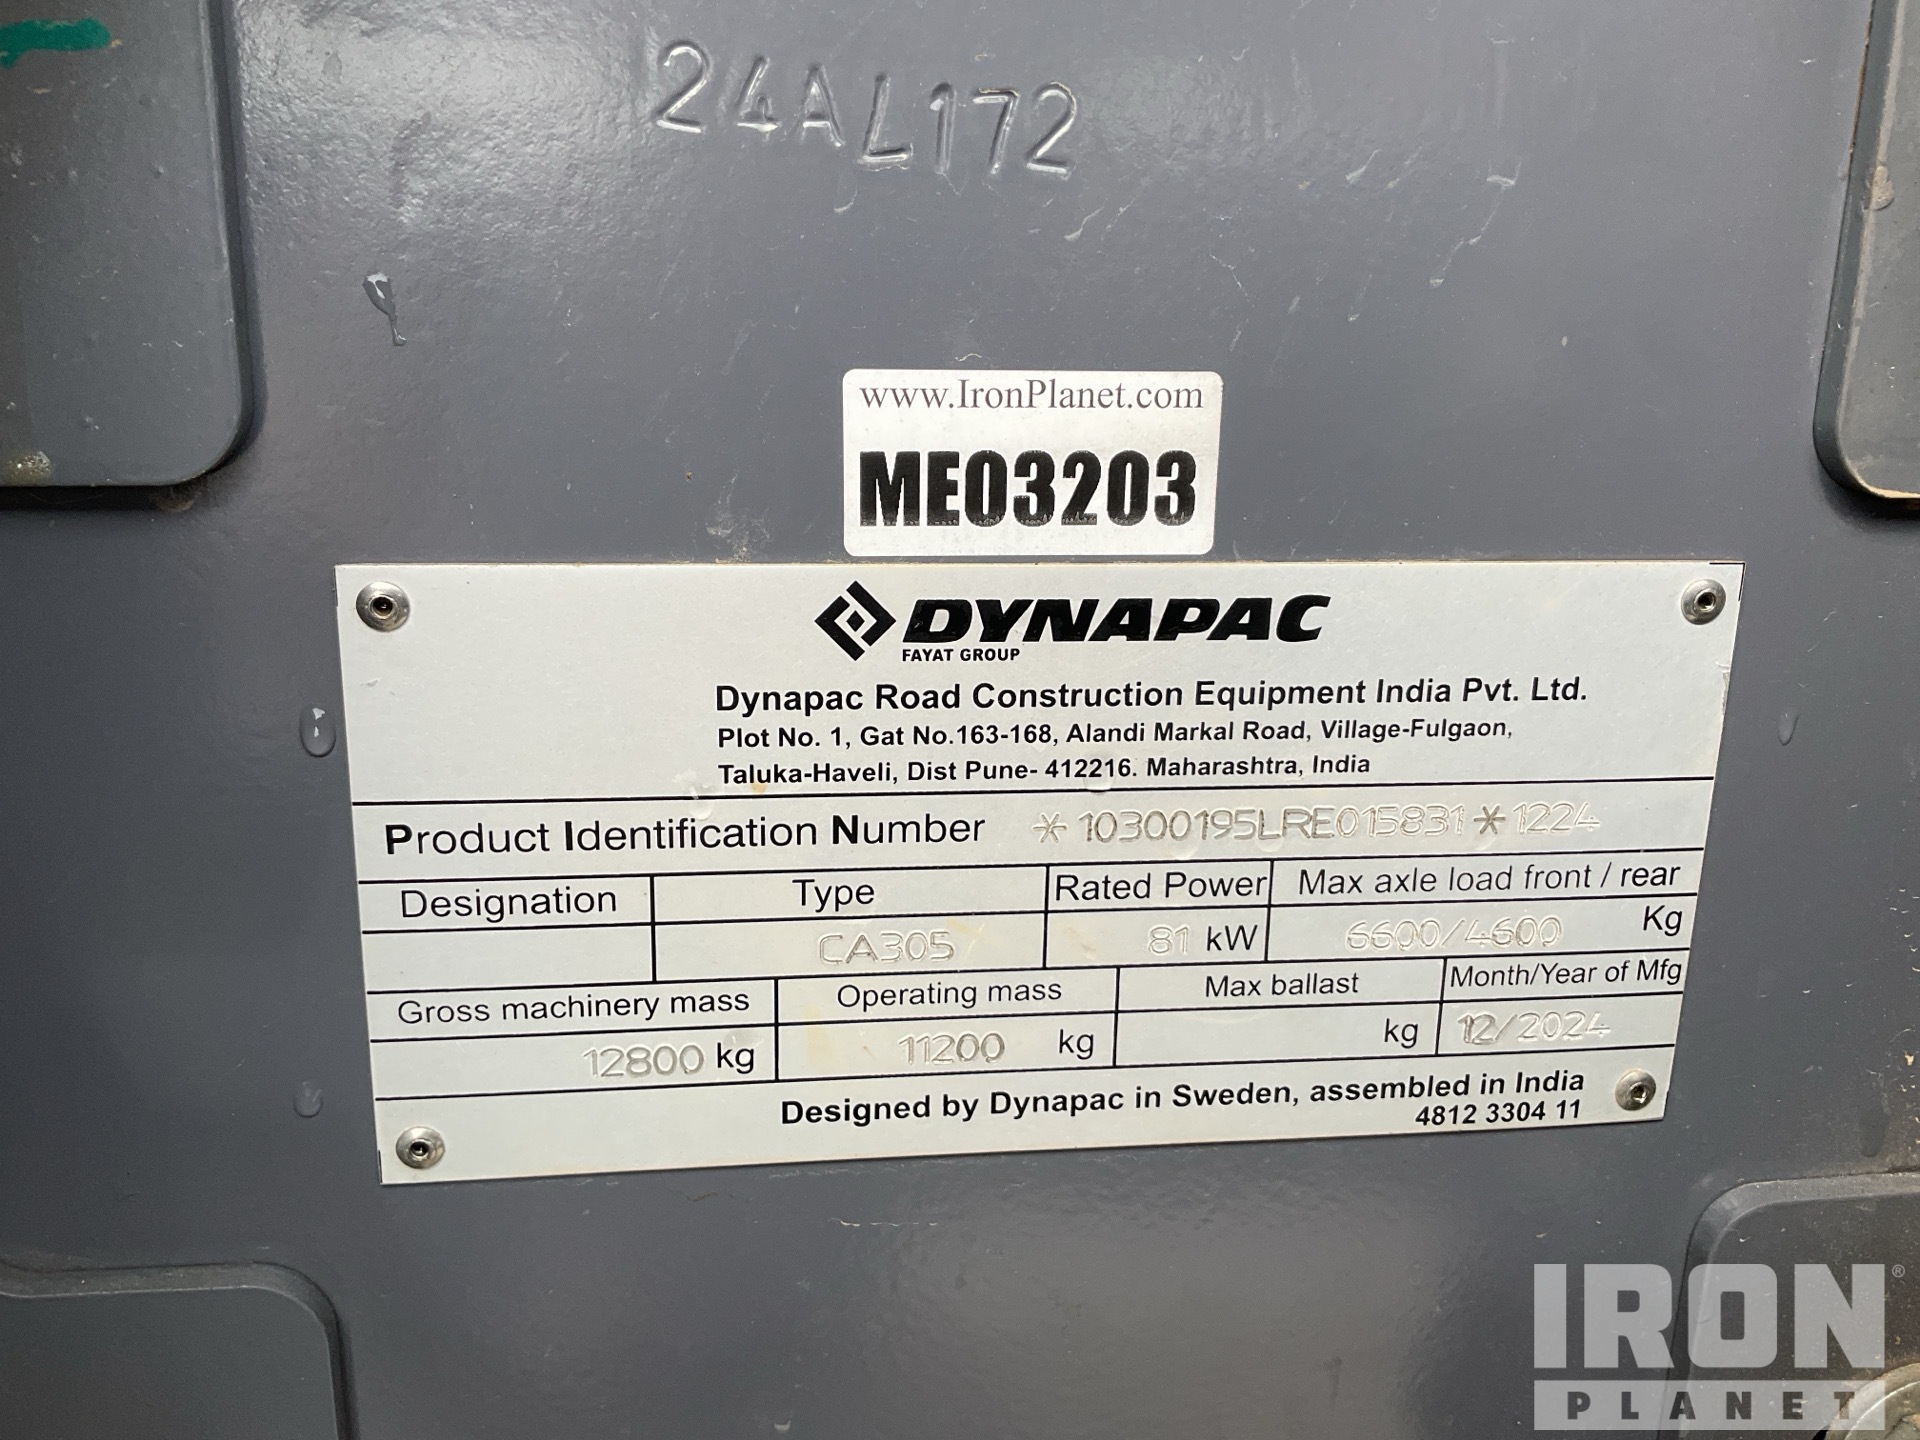 24AL172
www.IronPlanet.com
ME03203
DYNAPAC
FAYAT GROUP
Dynapac Road Construction Equipment India Pvt. Ltd.
Plot No. 1, Gat No.163-168, Alandi Markal Road, Village-Fulgaon,
Taluka-Haveli, Dist Pune- 412216. Maharashtra, India
Product Identification Number *10300195LRE015831*1224
Designation Type Rated Power Max axle load front / rear
CA305 81 kW 6600/4600 Kg
Gross machinery mass Operating mass Max ballast Month/Year of Mfg
12800 kg 11200 kg kg 12/2024
Designed by Dynapac in Sweden, assembled in India
4812 3304 11
IRON®
PLANET